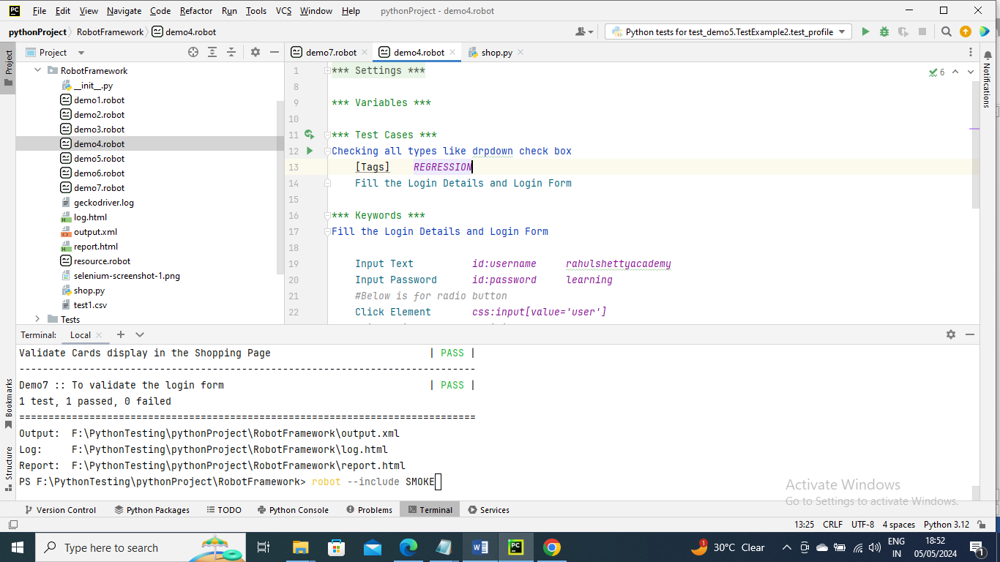 File Edit View Navigate Code Refactor Run Tools VCS Window Help pythonProject - demo4.robot
pythonProject RobotFramework demo4.robot Python tests for test_demo5.TestExample2.test_profile
Project
demo7.robot demo4.robot shop.py
RobotFramework
__init__.py
demo1.robot
demo2.robot
demo3.robot
demo4.robot
demo5.robot
demo6.robot
demo7.robot
geckodriver.log
log.html
output.xml
report.html
resource.robot
selenium-screenshot-1.png
shop.py
test1.csv
Tests
1 *** Settings ***
8
9 *** Variables ***
10
11 *** Test Cases ***
12 Checking all types like drpdown check box
13 [Tags] REGRESSION
14 Fill the Login Details and Login Form
15
16 *** Keywords ***
17 Fill the Login Details and Login Form
18
19 Input Text id:username rahulshettyacademy
20 Input Password id:password learning
21 #Below is for radio button
22 Click Element css:input[value='user']
6
Project
Bookmarks
Structure
Notifications
Terminal: Local
Validate Cards display in the Shopping Page | PASS |
------------------------------------------------------------------------------
Demo7 :: To validate the login form | PASS |
1 test, 1 passed, 0 failed
==============================================================================
Output: F:\PythonTesting\pythonProject\RobotFramework\output.xml
Log: F:\PythonTesting\pythonProject\RobotFramework\log.html
Report: F:\PythonTesting\pythonProject\RobotFramework\report.html
PS F:\PythonTesting\pythonProject\RobotFramework> robot --include SMOKE
Activate Windows
Go to Settings to activate Windows.
Version Control Python Packages TODO Python Console Problems Terminal Services
13:25 CRLF UTF-8 4 spaces Python 3.12
Type here to search
30°C Clear
ENG
IN
18:52
05/05/2024
1